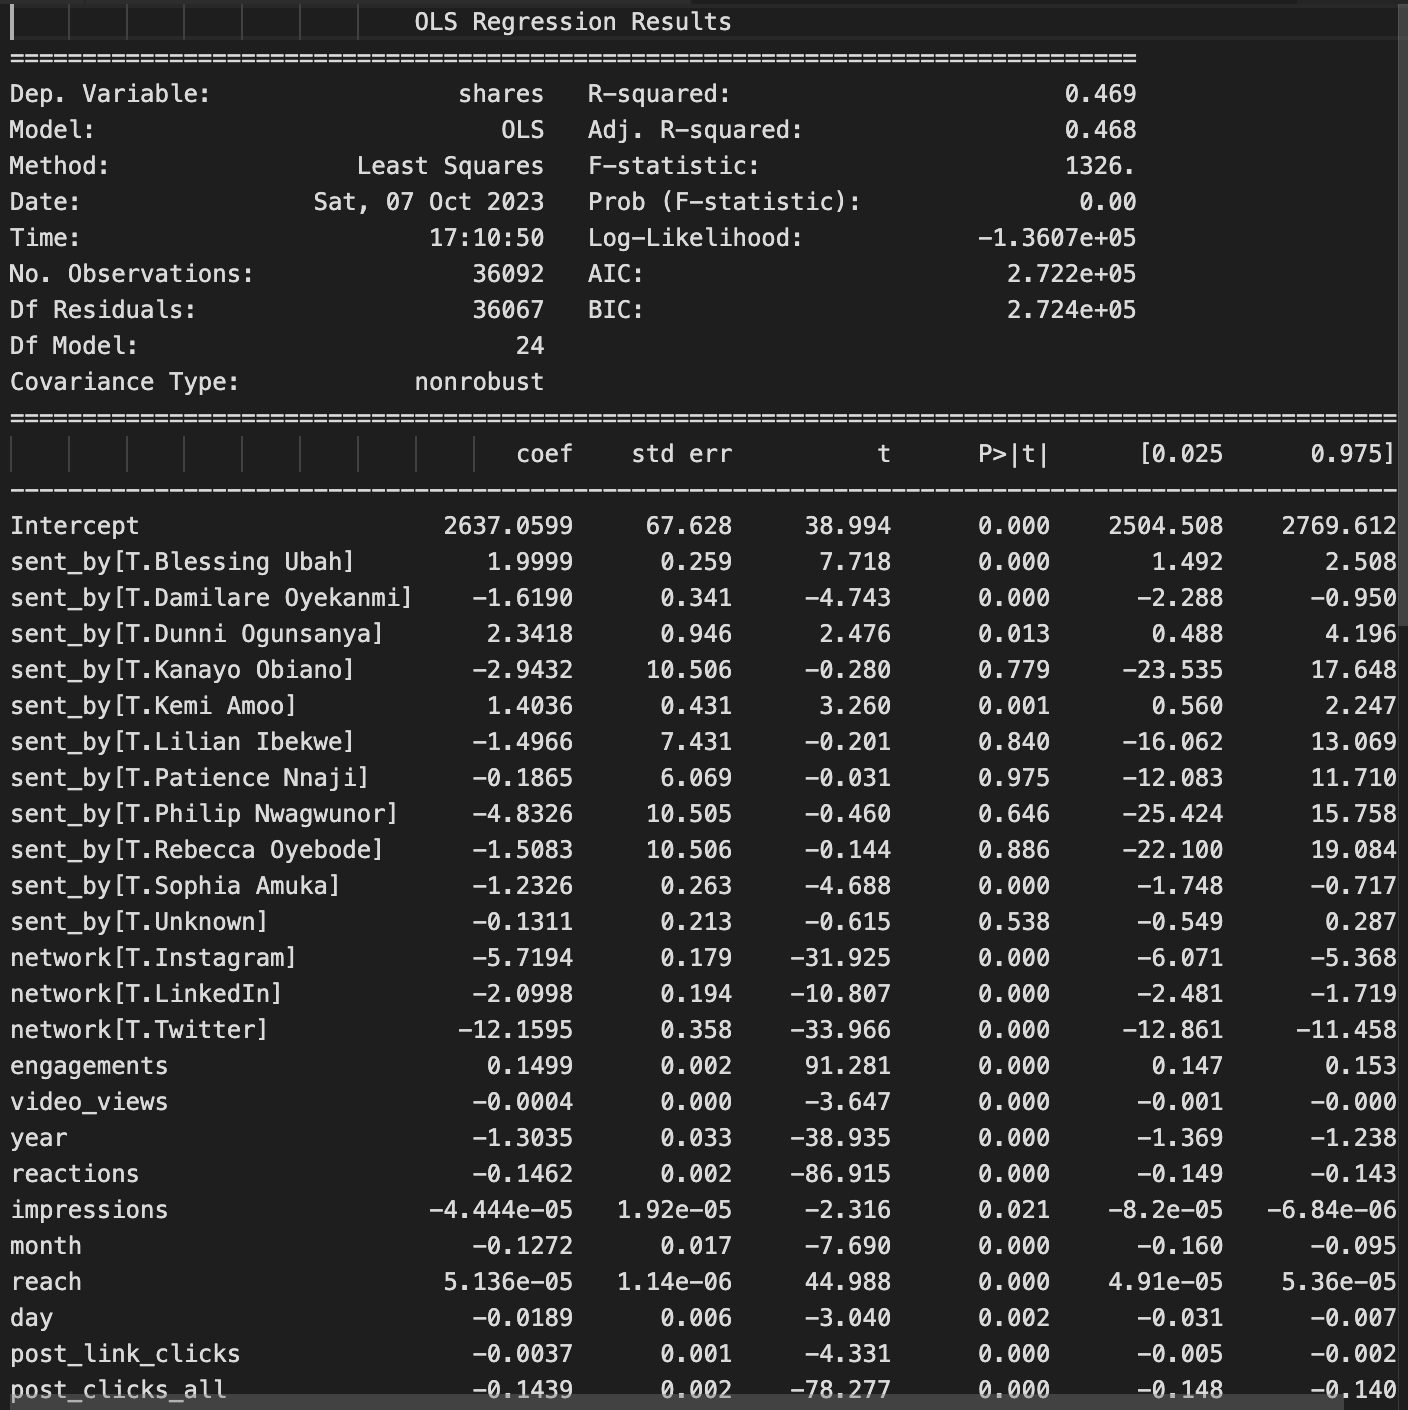 OLS Regression Results
==============================================================================
Dep. Variable:                 shares   R-squared:                       0.469
Model:                            OLS   Adj. R-squared:                  0.468
Method:                 Least Squares   F-statistic:                     1326.
Date:                Sat, 07 Oct 2023   Prob (F-statistic):               0.00
Time:                        17:10:50   Log-Likelihood:            -1.3607e+05
No. Observations:               36092   AIC:                         2.722e+05
Df Residuals:                   36067   BIC:                         2.724e+05
Df Model:                          24
Covariance Type:            nonrobust
================================================================================================
                                   coef    std err          t      P>|t|      [0.025      0.975]
------------------------------------------------------------------------------------------------
Intercept                     2637.0599     67.628     38.994      0.000    2504.508    2769.612
sent_by[T.Blessing Ubah]         1.9999      0.259      7.718      0.000       1.492       2.508
sent_by[T.Damilare Oyekanmi]    -1.6190      0.341     -4.743      0.000      -2.288      -0.950
sent_by[T.Dunni Ogunsanya]       2.3418      0.946      2.476      0.013       0.488       4.196
sent_by[T.Kanayo Obiano]        -2.9432     10.506     -0.280      0.779     -23.535      17.648
sent_by[T.Kemi Amoo]             1.4036      0.431      3.260      0.001       0.560       2.247
sent_by[T.Lilian Ibekwe]        -1.4966      7.431     -0.201      0.840     -16.062      13.069
sent_by[T.Patience Nnaji]       -0.1865      6.069     -0.031      0.975     -12.083      11.710
sent_by[T.Philip Nwagwunor]     -4.8326     10.505     -0.460      0.646     -25.424      15.758
sent_by[T.Rebecca Oyebode]      -1.5083     10.506     -0.144      0.886     -22.100      19.084
sent_by[T.Sophia Amuka]         -1.2326      0.263     -4.688      0.000      -1.748      -0.717
sent_by[T.Unknown]              -0.1311      0.213     -0.615      0.538      -0.549       0.287
network[T.Instagram]            -5.7194      0.179    -31.925      0.000      -6.071      -5.368
network[T.LinkedIn]             -2.0998      0.194    -10.807      0.000      -2.481      -1.719
network[T.Twitter]             -12.1595      0.358    -33.966      0.000     -12.861     -11.458
engagements                      0.1499      0.002     91.281      0.000       0.147       0.153
video_views                     -0.0004      0.000     -3.647      0.000      -0.001      -0.000
year                            -1.3035      0.033    -38.935      0.000      -1.369      -1.238
reactions                       -0.1462      0.002    -86.915      0.000      -0.149      -0.143
impressions                  -4.444e-05   1.92e-05     -2.316      0.021    -8.2e-05   -6.84e-06
month                           -0.1272      0.017     -7.690      0.000      -0.160      -0.095
reach                         5.136e-05   1.14e-06     44.988      0.000    4.91e-05    5.36e-05
day                             -0.0189      0.006     -3.040      0.002      -0.031      -0.007
post_link_clicks                -0.0037      0.001     -4.331      0.000      -0.005      -0.002
post_clicks_all                 -0.1439      0.002    -78.277      0.000      -0.148      -0.140